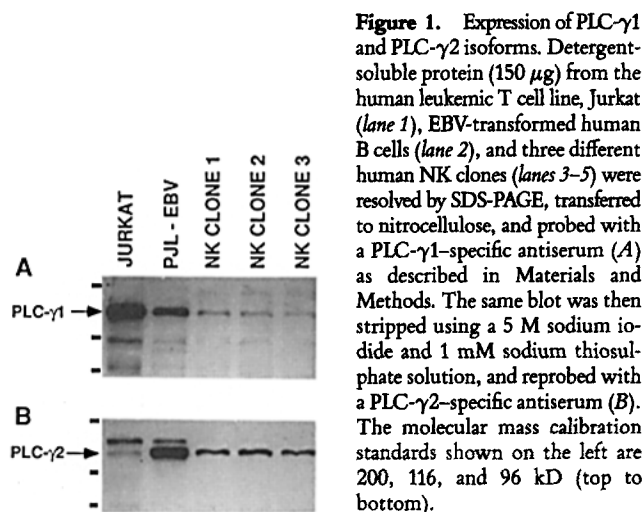 JURKAT
PJL - EBV
NK CLONE 1
NK CLONE 2
NK CLONE 3
A
PLC-γ1
B
PLC-γ2
Figure 1. Expression of PLC-γ1
and PLC-γ2 isoforms. Detergent-
soluble protein (150 μg) from the
human leukemic T cell line, Jurkat
(lane 1), EBV-transformed human
B cells (lane 2), and three different
human NK clones (lanes 3–5) were
resolved by SDS-PAGE, transferred
to nitrocellulose, and probed with
a PLC-γ1–specific antiserum (A)
as described in Materials and
Methods. The same blot was then
stripped using a 5 M sodium io-
dide and 1 mM sodium thiosul-
phate solution, and reprobed with
a PLC-γ2–specific antiserum (B).
The molecular mass calibration
standards shown on the left are
200, 116, and 96 kD (top to
bottom).